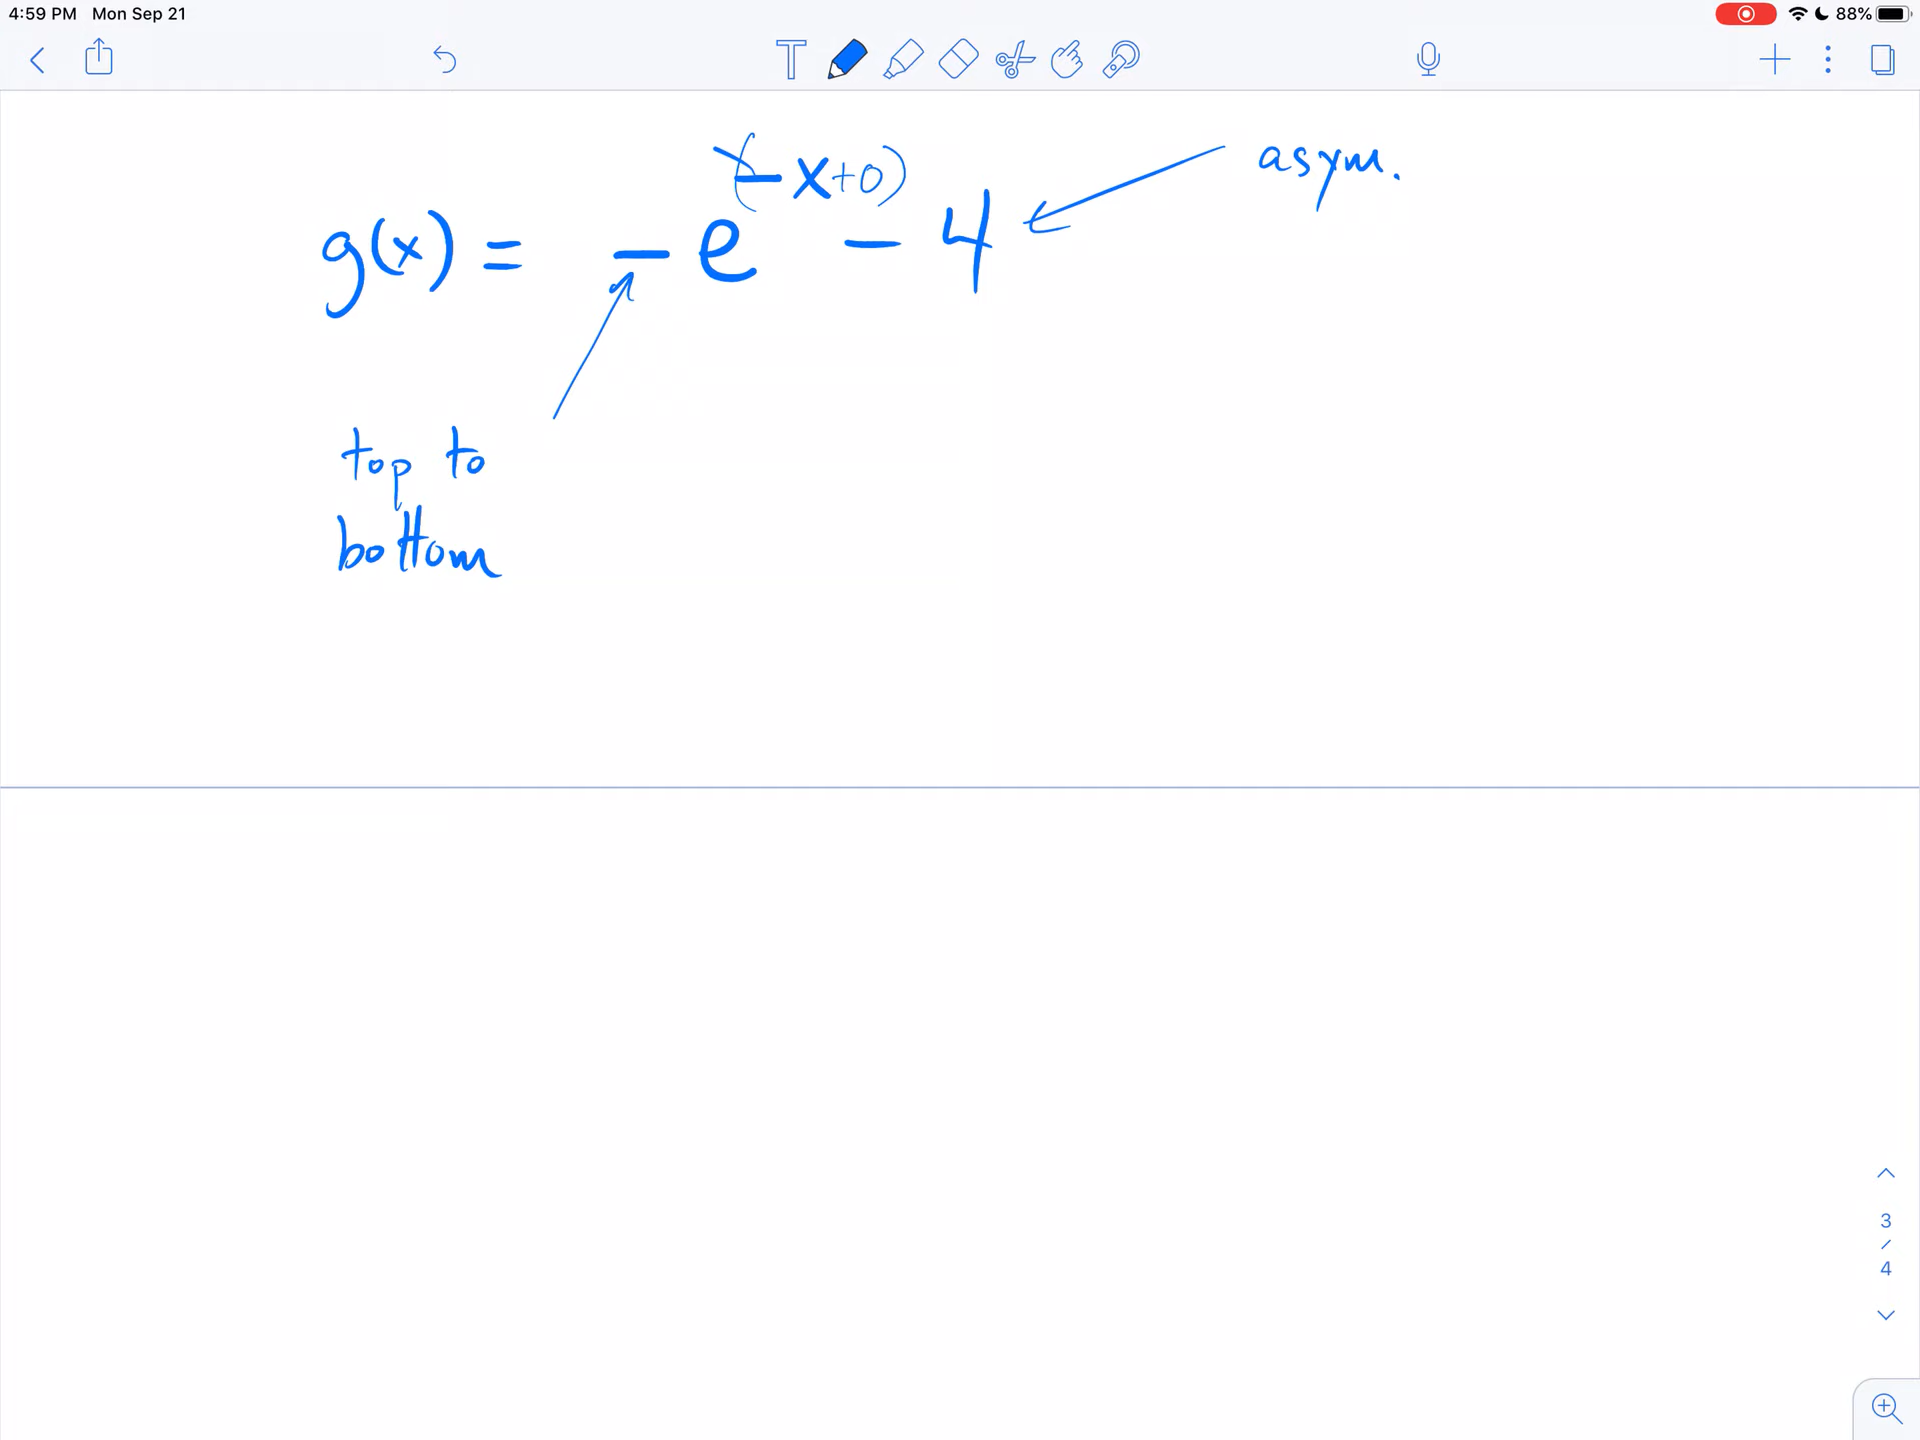 4:59 PM Mon Sep 21
88%
T
g(x) = -e^(-x+0) - 4
asym.
top to
bottom
3
/
4